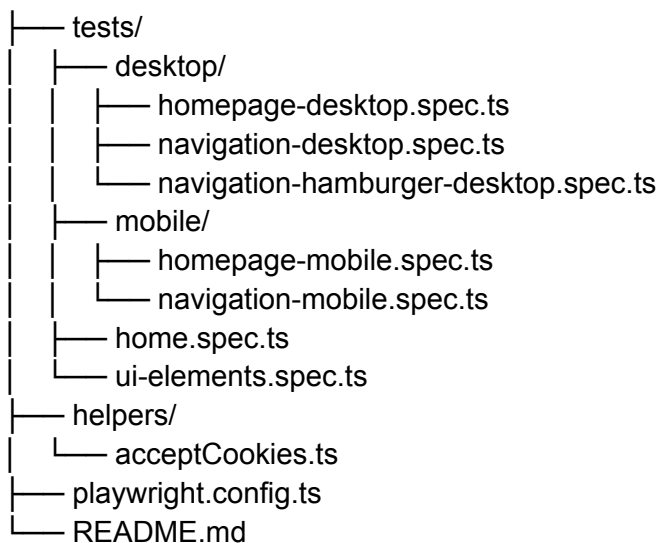 ├── tests/
│   ├── desktop/
│   │   ├── homepage-desktop.spec.ts
│   │   ├── navigation-desktop.spec.ts
│   │   └── navigation-hamburger-desktop.spec.ts
│   ├── mobile/
│   │   ├── homepage-mobile.spec.ts
│   │   └── navigation-mobile.spec.ts
│   ├── home.spec.ts
│   └── ui-elements.spec.ts
├── helpers/
│   └── acceptCookies.ts
├── playwright.config.ts
└── README.md